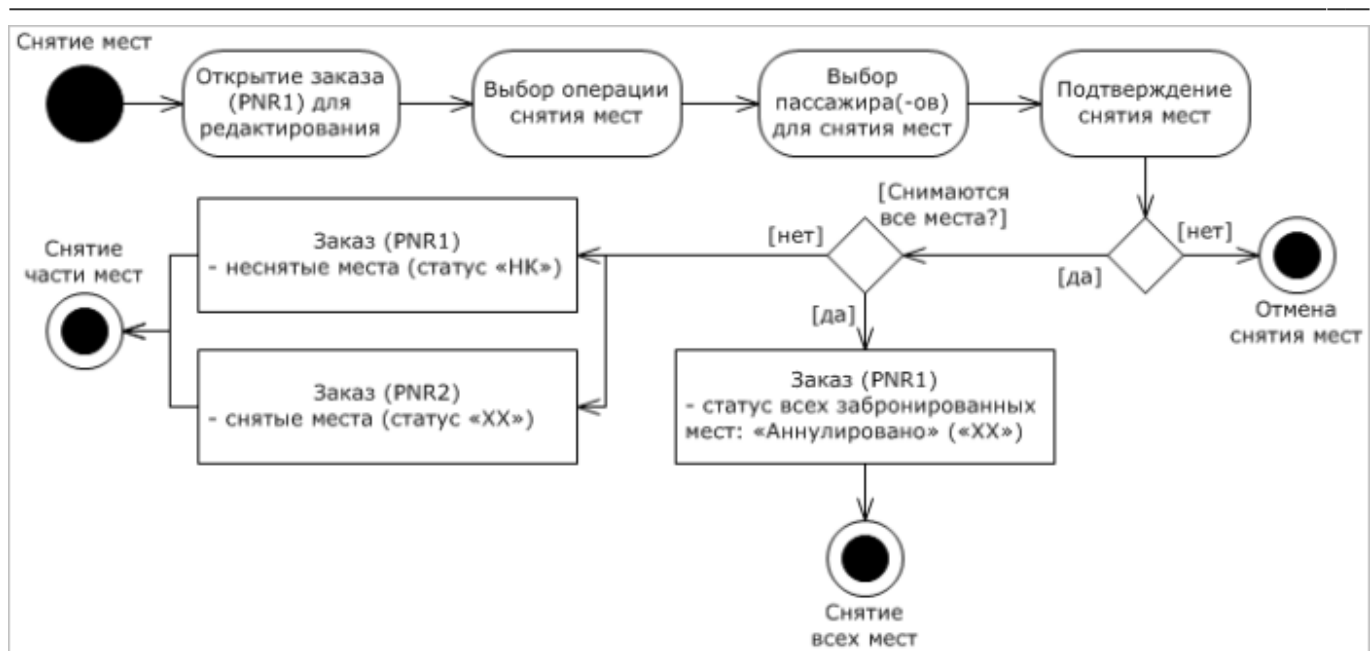 Снятие мест
Открытие заказа
(PNR1) для
редактирования
Выбор операции
снятия мест
Выбор
пассажира(-ов)
для снятия мест
Подтверждение
снятия мест
[Снимаются
все места?]
[нет]
[да]
[нет]
[да]
Отмена
снятия мест
Заказ (PNR1)
- неснятые места (статус «НК»)
Снятие
части мест
Заказ (PNR2)
- снятые места (статус «XX»)
Заказ (PNR1)
- статус всех забронированных
мест: «Аннулировано» («XX»)
Снятие
всех мест